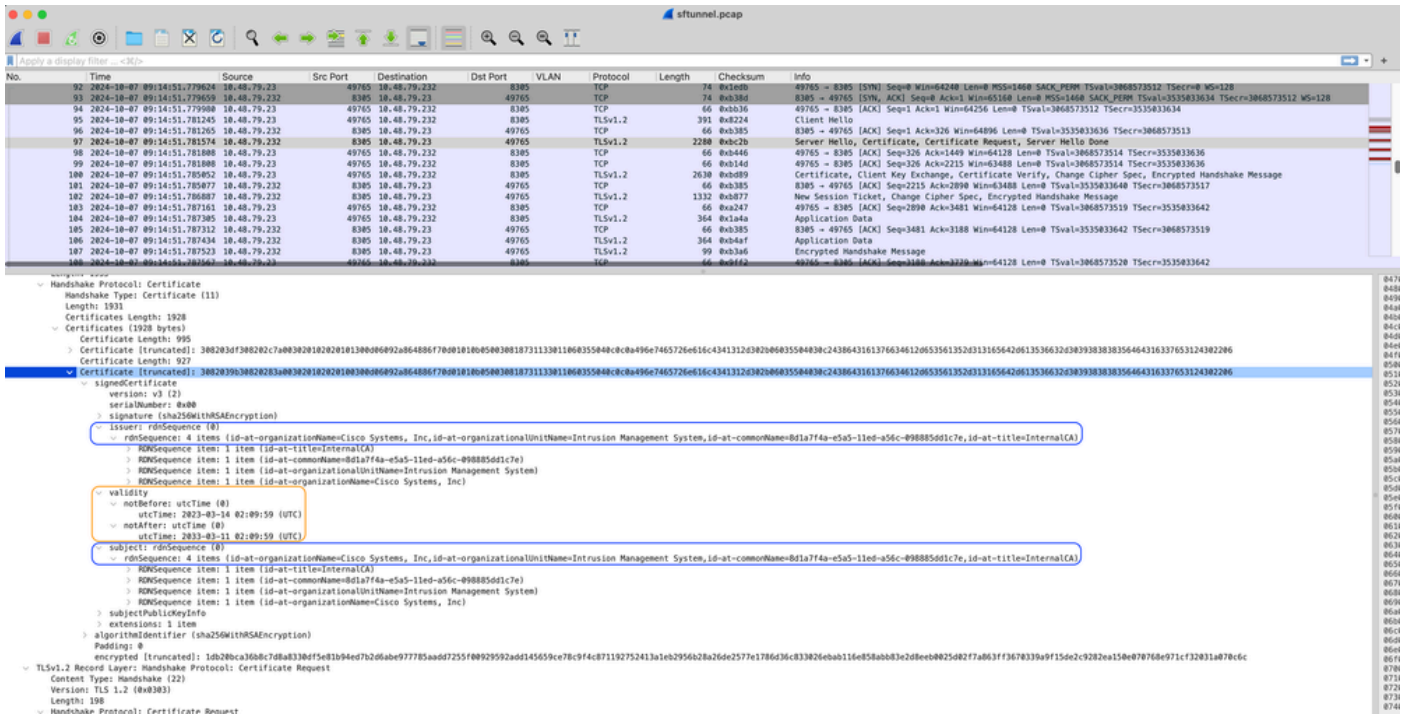 sftunnel.pcap
Apply a display filter ... <⌘/>
No. Time Source Src Port Destination Dst Port VLAN Protocol Length Checksum Info
92 2024-10-07 09:14:51.779624 10.48.79.23 49765 10.48.79.232 8305 TCP 74 0x1edb 49765 → 8305 [SYN] Seq=0 Win=64240 Len=0 MSS=1460 SACK_PERM TSval=3068573512 TSecr=0 WS=128
93 2024-10-07 09:14:51.779659 10.48.79.232 8305 10.48.79.23 49765 TCP 74 0xb38d 8305 → 49765 [SYN, ACK] Seq=0 Ack=1 Win=65160 Len=0 MSS=1460 SACK_PERM TSval=3535033634 TSecr=3068573512 WS=128
94 2024-10-07 09:14:51.779980 10.48.79.23 49765 10.48.79.232 8305 TCP 66 0xbb36 49765 → 8305 [ACK] Seq=1 Ack=1 Win=64256 Len=0 TSval=3068573512 TSecr=3535033634
95 2024-10-07 09:14:51.781245 10.48.79.23 49765 10.48.79.232 8305 TLSv1.2 391 0x8224 Client Hello
96 2024-10-07 09:14:51.781265 10.48.79.232 8305 10.48.79.23 49765 TCP 66 0xb385 8305 → 49765 [ACK] Seq=1 Ack=326 Win=64896 Len=0 TSval=3535033636 TSecr=3068573513
97 2024-10-07 09:14:51.781574 10.48.79.232 8305 10.48.79.23 49765 TLSv1.2 2280 0xbc2b Server Hello, Certificate, Certificate Request, Server Hello Done
98 2024-10-07 09:14:51.781808 10.48.79.23 49765 10.48.79.232 8305 TCP 66 0xb446 49765 → 8305 [ACK] Seq=326 Ack=1449 Win=64128 Len=0 TSval=3068573514 TSecr=3535033636
99 2024-10-07 09:14:51.781808 10.48.79.23 49765 10.48.79.232 8305 TCP 66 0xb14d 49765 → 8305 [ACK] Seq=326 Ack=2215 Win=63488 Len=0 TSval=3068573514 TSecr=3535033636
100 2024-10-07 09:14:51.785052 10.48.79.23 49765 10.48.79.232 8305 TLSv1.2 2630 0xbd89 Certificate, Client Key Exchange, Certificate Verify, Change Cipher Spec, Encrypted Handshake Message
101 2024-10-07 09:14:51.785077 10.48.79.232 8305 10.48.79.23 49765 TCP 66 0xb385 8305 → 49765 [ACK] Seq=2215 Ack=2890 Win=63488 Len=0 TSval=3535033640 TSecr=3068573517
102 2024-10-07 09:14:51.786887 10.48.79.232 8305 10.48.79.23 49765 TLSv1.2 1332 0xb877 New Session Ticket, Change Cipher Spec, Encrypted Handshake Message
103 2024-10-07 09:14:51.787161 10.48.79.23 49765 10.48.79.232 8305 TCP 66 0xa247 49765 → 8305 [ACK] Seq=2890 Ack=3481 Win=64128 Len=0 TSval=3068573519 TSecr=3535033642
104 2024-10-07 09:14:51.787305 10.48.79.23 49765 10.48.79.232 8305 TLSv1.2 364 0x1a4a Application Data
105 2024-10-07 09:14:51.787312 10.48.79.232 8305 10.48.79.23 49765 TCP 66 0xb385 8305 → 49765 [ACK] Seq=3481 Ack=3188 Win=64128 Len=0 TSval=3535033642 TSecr=3068573519
106 2024-10-07 09:14:51.787434 10.48.79.232 8305 10.48.79.23 49765 TLSv1.2 364 0xb4af Application Data
107 2024-10-07 09:14:51.787523 10.48.79.232 8305 10.48.79.23 49765 TLSv1.2 99 0xb3a6 Encrypted Handshake Message
108 2024-10-07 09:14:51.787567 10.48.79.23 49765 10.48.79.232 8305 TCP 66 0x9ff2 49765 → 8305 [ACK] Seq=3188 Ack=3779 Win=64128 Len=0 TSval=3068573520 TSecr=3535033642
Handshake Protocol: Certificate
Handshake Type: Certificate (11)
Length: 1931
Certificates Length: 1928
Certificates (1928 bytes)
Certificate Length: 995
Certificate [truncated]:
Certificate Length: 927
Certificate [truncated]:
signedCertificate
version: v3 (2)
serialNumber: 0x00
signature (sha256WithRSAEncryption)
issuer: rdnSequence (0)
rdnSequence: 4 items (id-at-organizationName=Cisco Systems, Inc,id-at-organizationalUnitName=Intrusion Management System,id-at-commonName=8d1a7f4a-e5a5-11ed-a56c-098885dd1c7e,id-at-title=InternalCA)
RDNSequence item: 1 item (id-at-title=InternalCA)
RDNSequence item: 1 item (id-at-commonName=8d1a7f4a-e5a5-11ed-a56c-098885dd1c7e)
RDNSequence item: 1 item (id-at-organizationalUnitName=Intrusion Management System)
RDNSequence item: 1 item (id-at-organizationName=Cisco Systems, Inc)
validity
notBefore: utcTime (0)
utcTime: 2023-03-14 02:09:59 (UTC)
notAfter: utcTime (0)
utcTime: 2033-03-11 02:09:59 (UTC)
subject: rdnSequence (0)
rdnSequence: 4 items (id-at-organizationName=Cisco Systems, Inc,id-at-organizationalUnitName=Intrusion Management System,id-at-commonName=8d1a7f4a-e5a5-11ed-a56c-098885dd1c7e,id-at-title=InternalCA)
RDNSequence item: 1 item (id-at-title=InternalCA)
RDNSequence item: 1 item (id-at-commonName=8d1a7f4a-e5a5-11ed-a56c-098885dd1c7e)
RDNSequence item: 1 item (id-at-organizationalUnitName=Intrusion Management System)
RDNSequence item: 1 item (id-at-organizationName=Cisco Systems, Inc)
subjectPublicKeyInfo
extensions: 1 item
algorithmIdentifier (sha256WithRSAEncryption)
Padding: 0
encrypted [truncated]:
TLSv1.2 Record Layer: Handshake Protocol: Certificate Request
Content Type: Handshake (22)
Version: TLS 1.2 (0x0303)
Length: 198
Handshake Protocol: Certificate Request